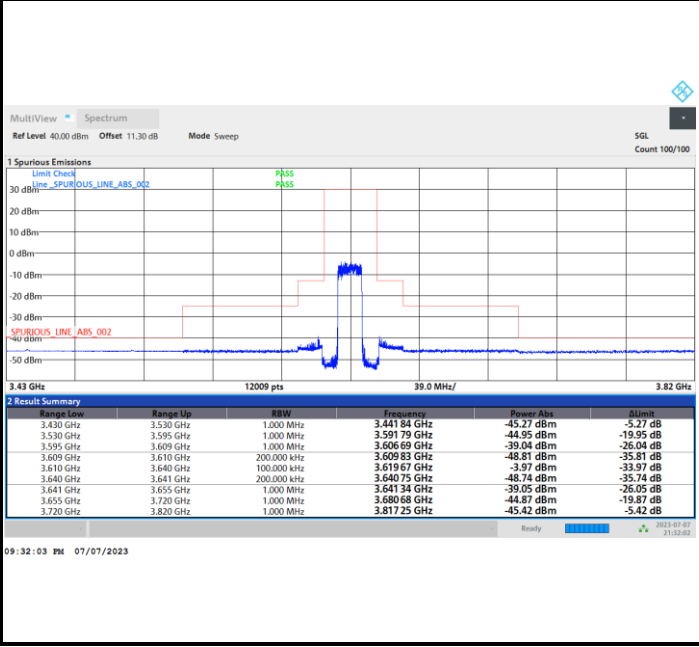 MultiView Spectrum
Ref Level 40.00 dBm Offset 11.30 dB Mode Sweep SGL
Count 100/100
1 Spurious Emissions
Limit Check PASS
Line _SPURIOUS_LINE_ABS_002 PASS
30 dBm
20 dBm
10 dBm
0 dBm
-10 dBm
-20 dBm
-30 dBm
SPURIOUS_LINE_ABS_002
-40 dBm
-50 dBm
3.43 GHz 12009 pts 39.0 MHz/ 3.82 GHz
2 Result Summary
Range Low Range Up RBW Frequency Power Abs ΔLimit
3.430 GHz 3.530 GHz 1.000 MHz 3.441 84 GHz -45.27 dBm -5.27 dB
3.530 GHz 3.595 GHz 1.000 MHz 3.591 79 GHz -44.95 dBm -19.95 dB
3.595 GHz 3.609 GHz 1.000 MHz 3.606 69 GHz -39.04 dBm -26.04 dB
3.609 GHz 3.610 GHz 200.000 kHz 3.609 83 GHz -48.81 dBm -35.81 dB
3.610 GHz 3.640 GHz 100.000 kHz 3.619 67 GHz -3.97 dBm -33.97 dB
3.640 GHz 3.641 GHz 200.000 kHz 3.640 75 GHz -48.74 dBm -35.74 dB
3.641 GHz 3.655 GHz 1.000 MHz 3.641 34 GHz -39.05 dBm -26.05 dB
3.655 GHz 3.720 GHz 1.000 MHz 3.680 68 GHz -44.87 dBm -19.87 dB
3.720 GHz 3.820 GHz 1.000 MHz 3.817 25 GHz -45.42 dBm -5.42 dB
Ready 2023-07-07
21:32:02
09:32:03 PM 07/07/2023